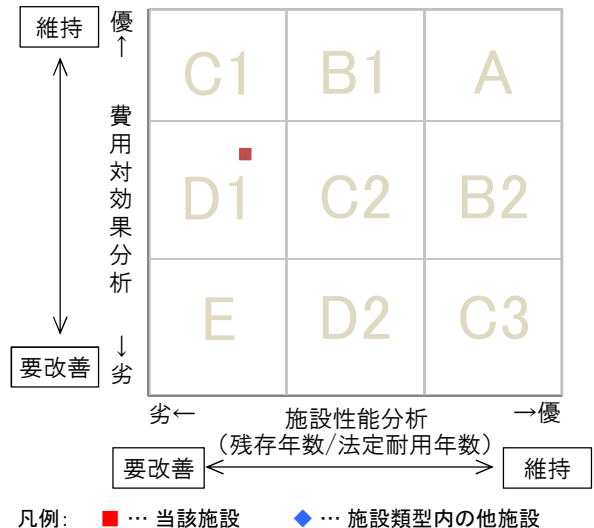 維持
優
↑
費用対効果分析
↓
劣
要改善
C1 B1 A
D1 C2 B2
E D2 C3
劣← 施設性能分析 →優
（残存年数/法定耐用年数）
要改善 維持
凡例: ■ … 当該施設 ◆ … 施設類型内の他施設